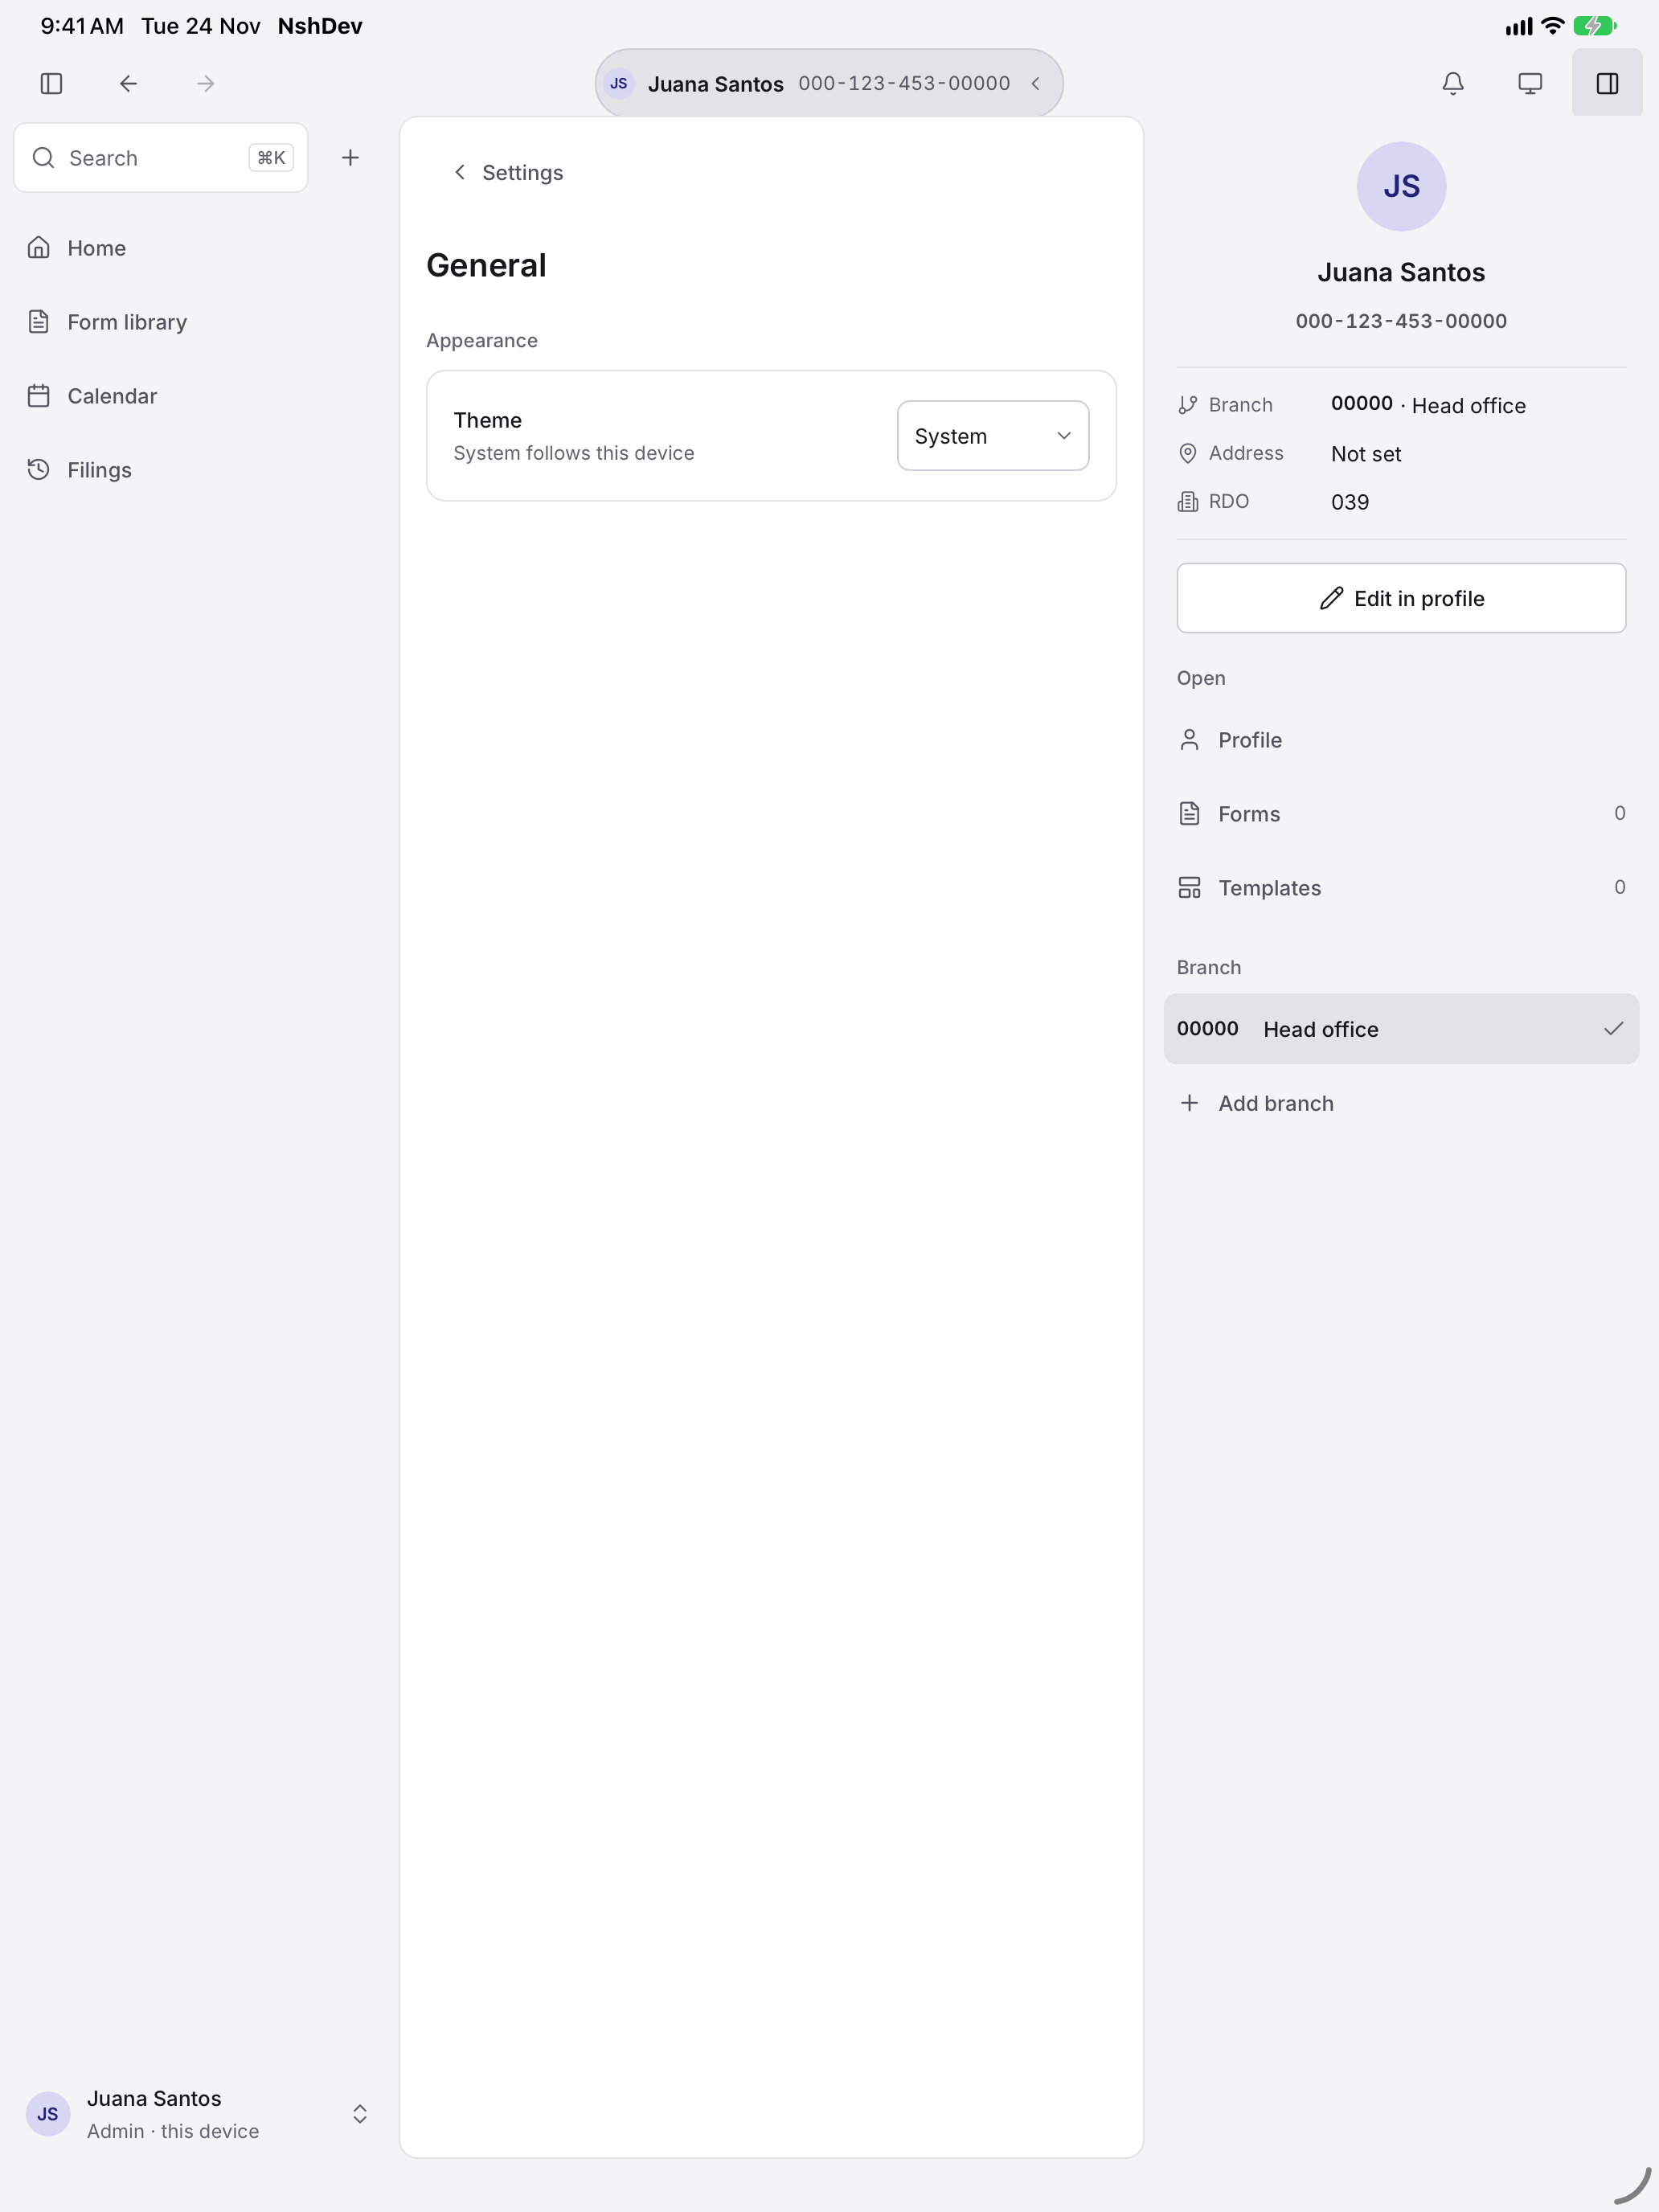 9:41 AM Tue 24 Nov NshDev
JS Juana Santos 000-123-453-00000
Search ⌘K
Home
Form library
Calendar
Filings
Juana Santos
JS
Admin · this device
Settings
General
Appearance
Theme
System follows this device
System
JS
Juana Santos
000-123-453-00000
Branch 00000 · Head office
Address Not set
RDO 039
Edit in profile
Open
Profile
Forms 0
Templates 0
Branch
00000 Head office
Add branch